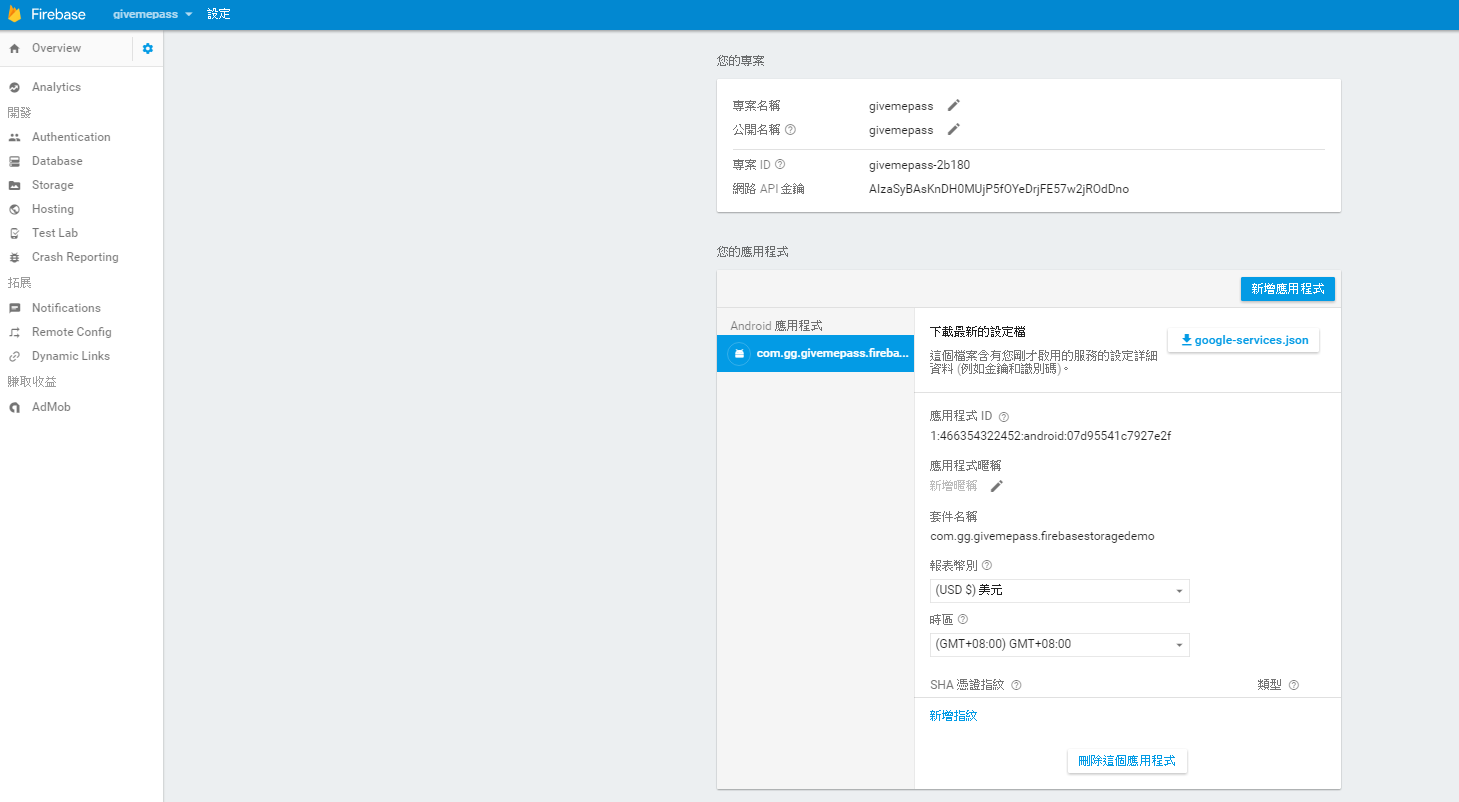 Firebase givemepass 設定
Overview
Analytics
開發
Authentication
Database
Storage
Hosting
Test Lab
Crash Reporting
拓展
Notifications
Remote Config
Dynamic Links
賺取收益
AdMob
您的專案
專案名稱 givemepass
公開名稱 givemepass
專案 ID givemepass-2b180
網路 API 金鑰 AIzaSyBAsKnDH0MUjP5fOYeDrjFE57w2jROdDno
您的應用程式
新增應用程式
Android 應用程式
com.gg.givemepass.fireba...
下載最新的設定檔
google-services.json
這個檔案含有您剛才啟用的服務的設定詳細
資料 (例如金鑰和識別碼)。
應用程式 ID
1:466354322452:android:07d95541c7927e2f
應用程式暱稱
新增暱稱
套件名稱
com.gg.givemepass.firebasestoragedemo
報表幣別
(USD $) 美元
時區
(GMT+08:00) GMT+08:00
SHA 憑證指紋 類型
新增指紋
刪除這個應用程式